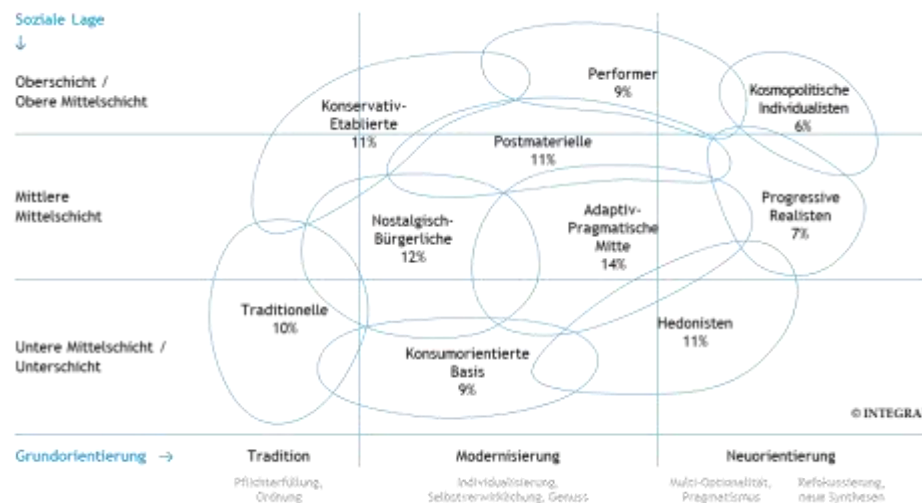 Soziale Lage
↓
Oberschicht /
Obere Mittelschicht
Konservativ-
Etablierte
11%
Performer
9%
Kosmopolitische
Individualisten
6%
Postmaterielle
11%
Mittlere
Mittelschicht
Nostalgisch-
Bürgerliche
12%
Adaptiv-
Pragmatische
Mitte
14%
Progressive
Realisten
7%
Traditionelle
10%
Hedonisten
11%
Untere Mittelschicht /
Unterschicht
Konsumorientierte
Basis
9%
© INTEGRA
Grundorientierung →
Tradition
Modernisierung
Neuorientierung
Pflichterfüllung,
Ordnung
Individualisierung,
Selbstverwirklichung, Genuss
Multi-Optionalität,
Pragmatismus
Refokussierung,
neue Synthesen